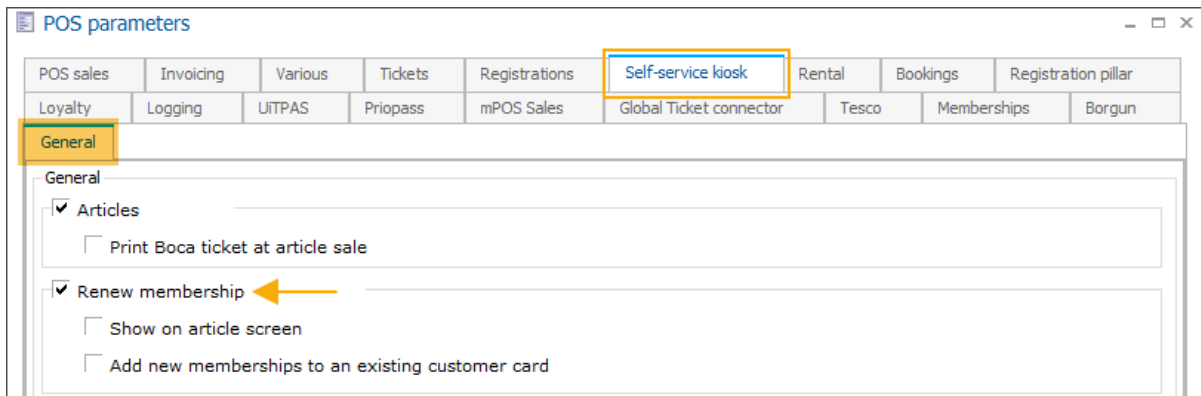 POS parameters
POS sales Invoicing Various Tickets Registrations Self-service kiosk Rental Bookings Registration pillar
Loyalty Logging UiTPAS Priopass mPOS Sales Global Ticket connector Tesco Memberships Borgun
General
General
Articles
Print Boca ticket at article sale
Renew membership
Show on article screen
Add new memberships to an existing customer card